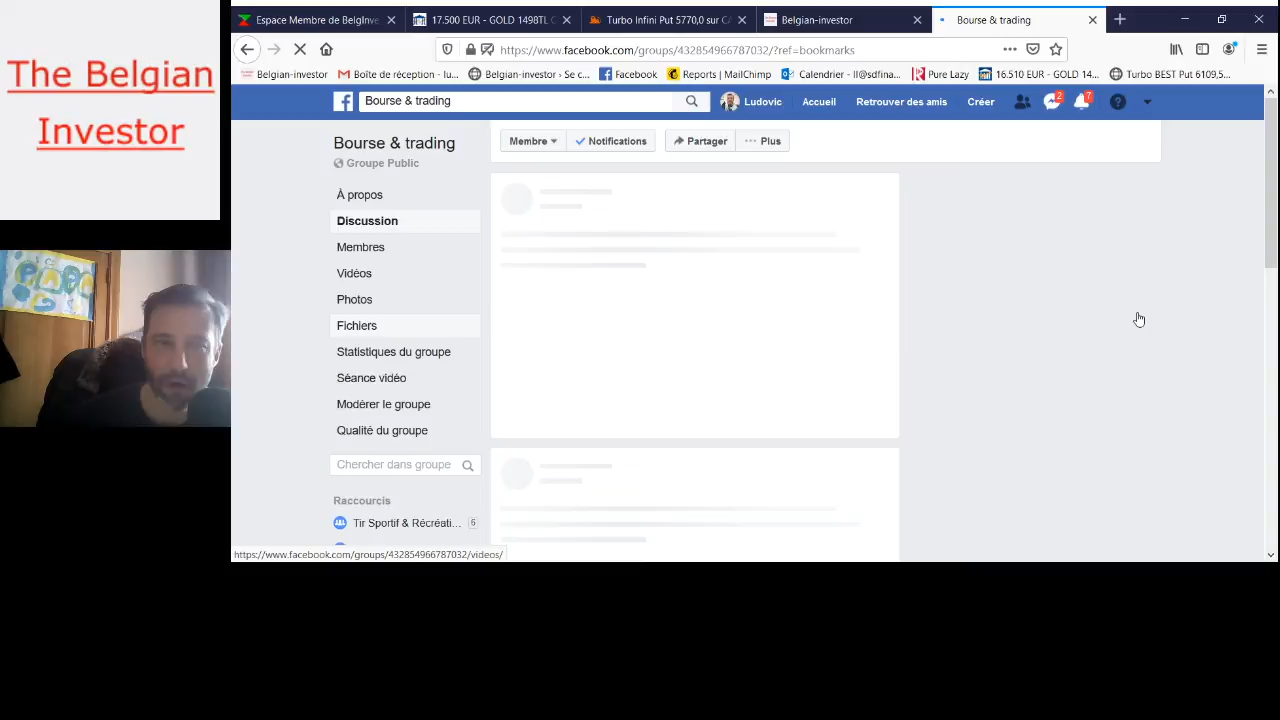 The Belgian
Investor
Espace Membre de BelgInve
17.500 EUR - GOLD 1498TL C
Turbo Infini Put 5770,0 sur CA
Belgian-investor
Bourse & trading
https://www.facebook.com/groups/432854966787032/?ref=bookmarks
Belgian-investor
Boîte de réception - lu...
Belgian-investor › Se c...
Facebook
Reports | MailChimp
Calendrier - ll@sdfina...
Pure Lazy
16.510 EUR - GOLD 14...
Turbo BEST Put 6109,5...
Bourse & trading
Ludovic
Accueil
Retrouver des amis
Créer
2
7
Bourse & trading
Groupe Public
Membre
Notifications
Partager
Plus
À propos
Discussion
Membres
Vidéos
Photos
Fichiers
Statistiques du groupe
Séance vidéo
Modérer le groupe
Qualité du groupe
Chercher dans groupe
Raccourcis
Tir Sportif & Récréati... 6
https://www.facebook.com/groups/432854966787032/videos/